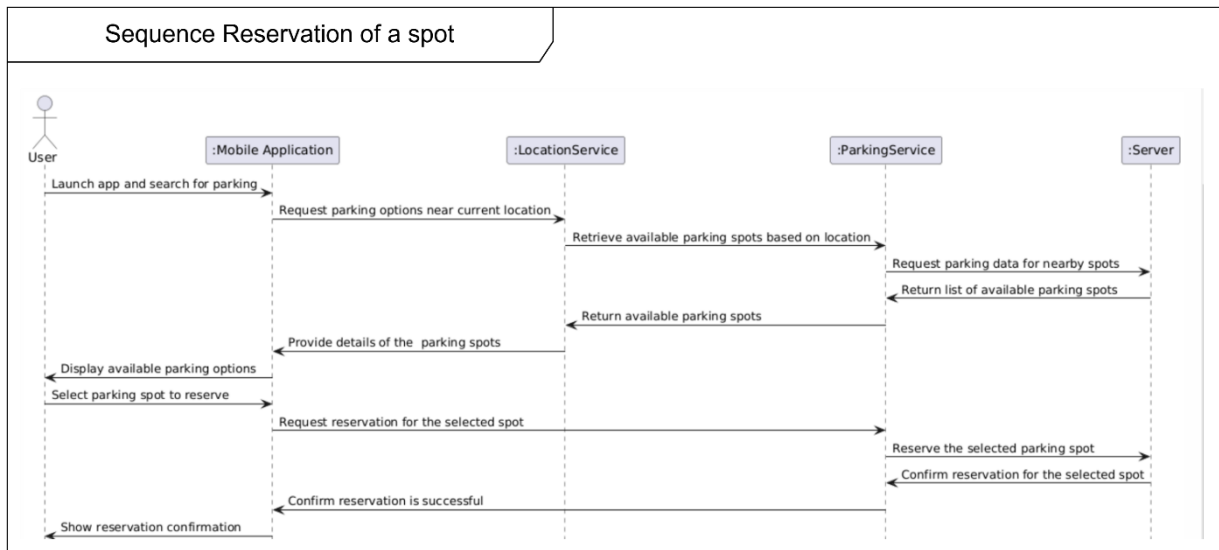 Sequence Reservation of a spot
User
:Mobile Application
:LocationService
:ParkingService
:Server
Launch app and search for parking
Request parking options near current location
Retrieve available parking spots based on location
Request parking data for nearby spots
Return list of available parking spots
Return available parking spots
Provide details of the  parking spots
Display available parking options
Select parking spot to reserve
Request reservation for the selected spot
Reserve the selected parking spot
Confirm reservation for the selected spot
Confirm reservation is successful
Show reservation confirmation